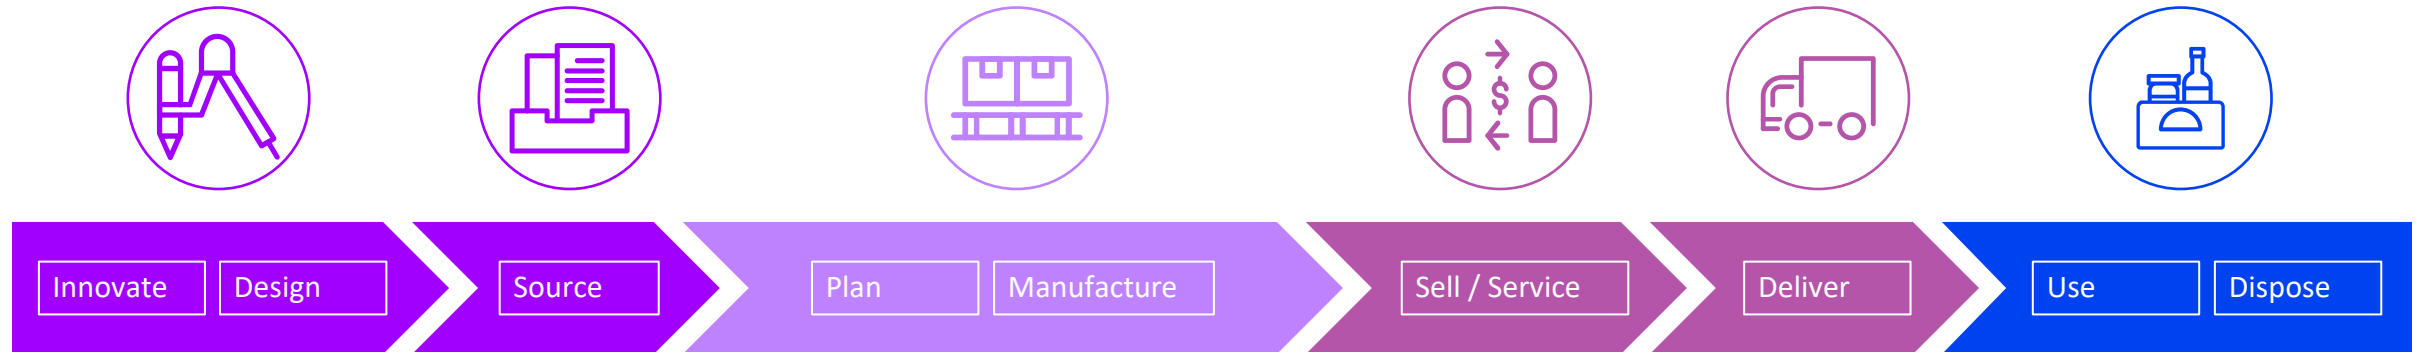 Innovate
Design
Source
Plan
Manufacture
Sell / Service
Deliver
Use
Dispose
$